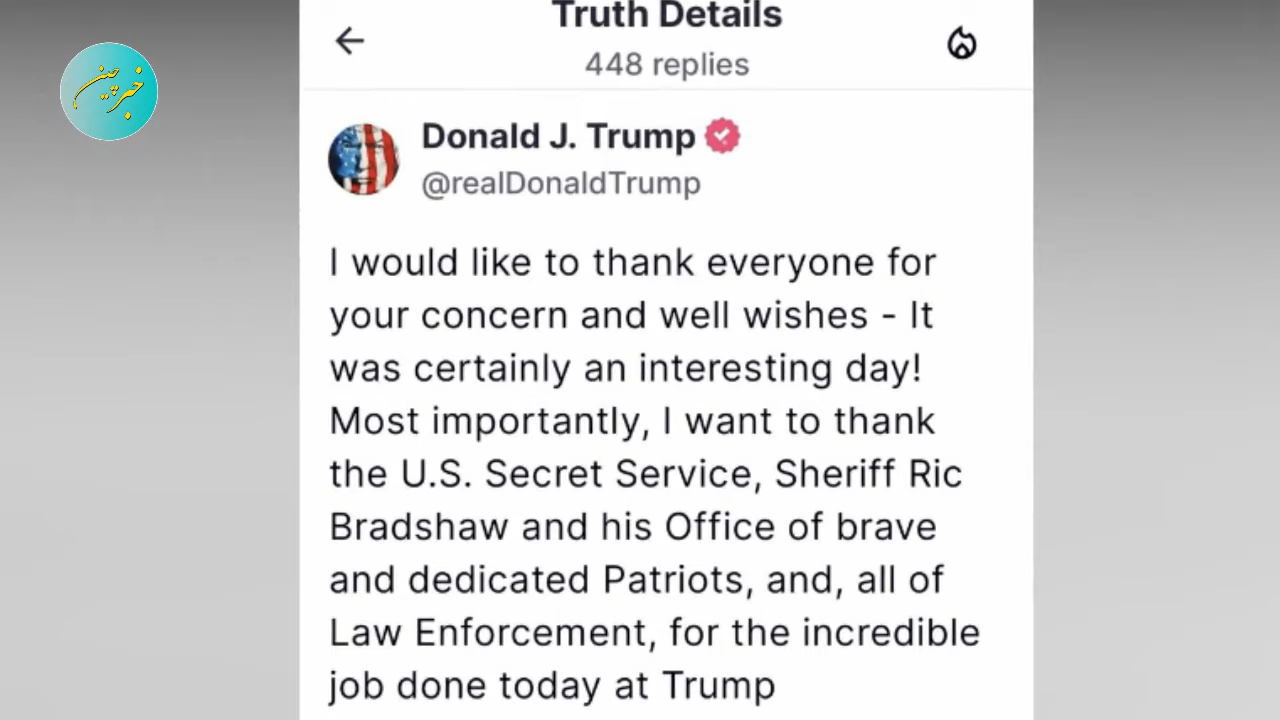 خبرچین
Truth Details
448 replies
Donald J. Trump
@realDonaldTrump
I would like to thank everyone for
your concern and well wishes - It
was certainly an interesting day!
Most importantly, I want to thank
the U.S. Secret Service, Sheriff Ric
Bradshaw and his Office of brave
and dedicated Patriots, and, all of
Law Enforcement, for the incredible
job done today at Trump